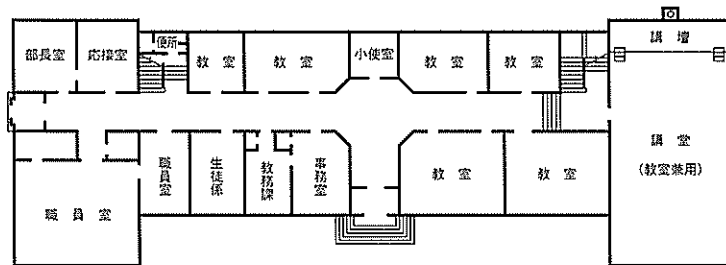 部長室
応接室
便所
教室
教室
小使室
教室
教室
講壇
職員室
職員室
生徒係
教務課
事務室
教室
教室
講堂
(教室兼用)